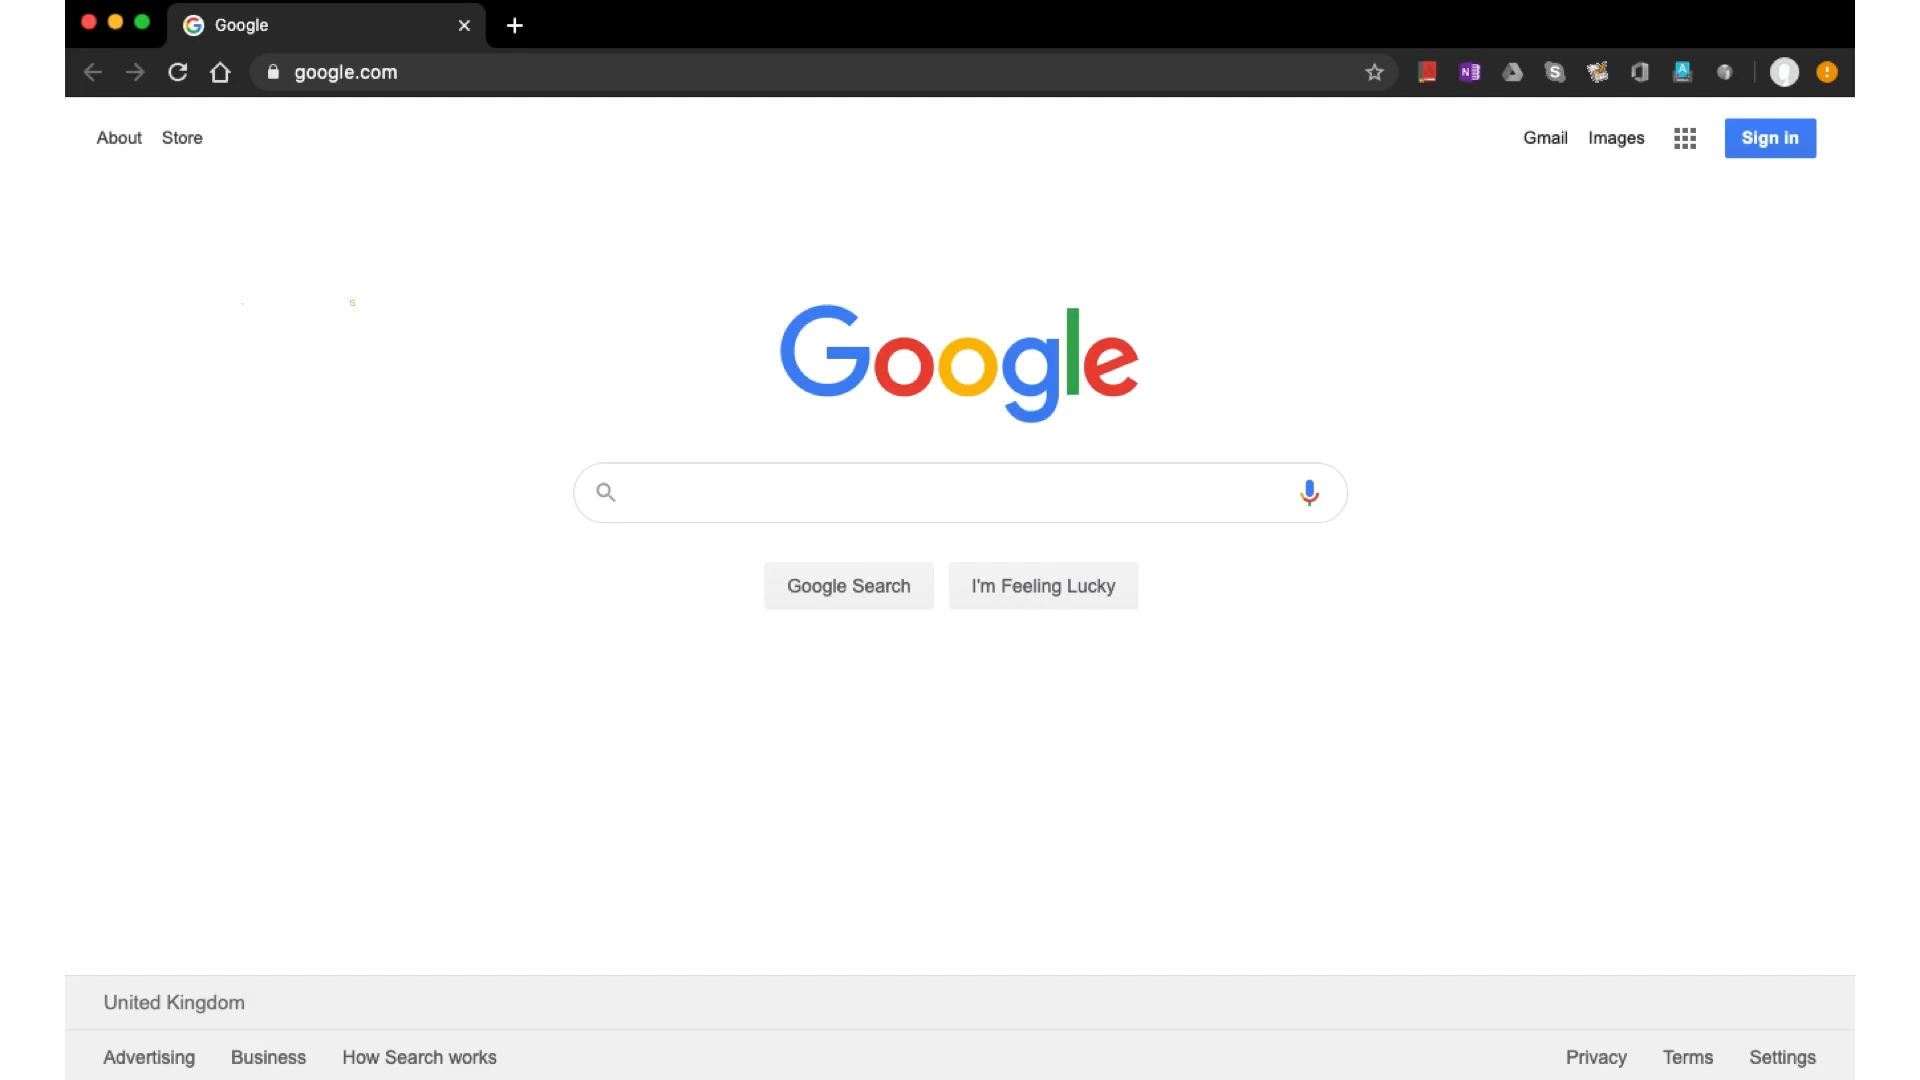 Google
google.com
About Store
Gmail Images Sign in
s
Google
Google Search I'm Feeling Lucky
United Kingdom
Advertising Business How Search works
Privacy Terms Settings